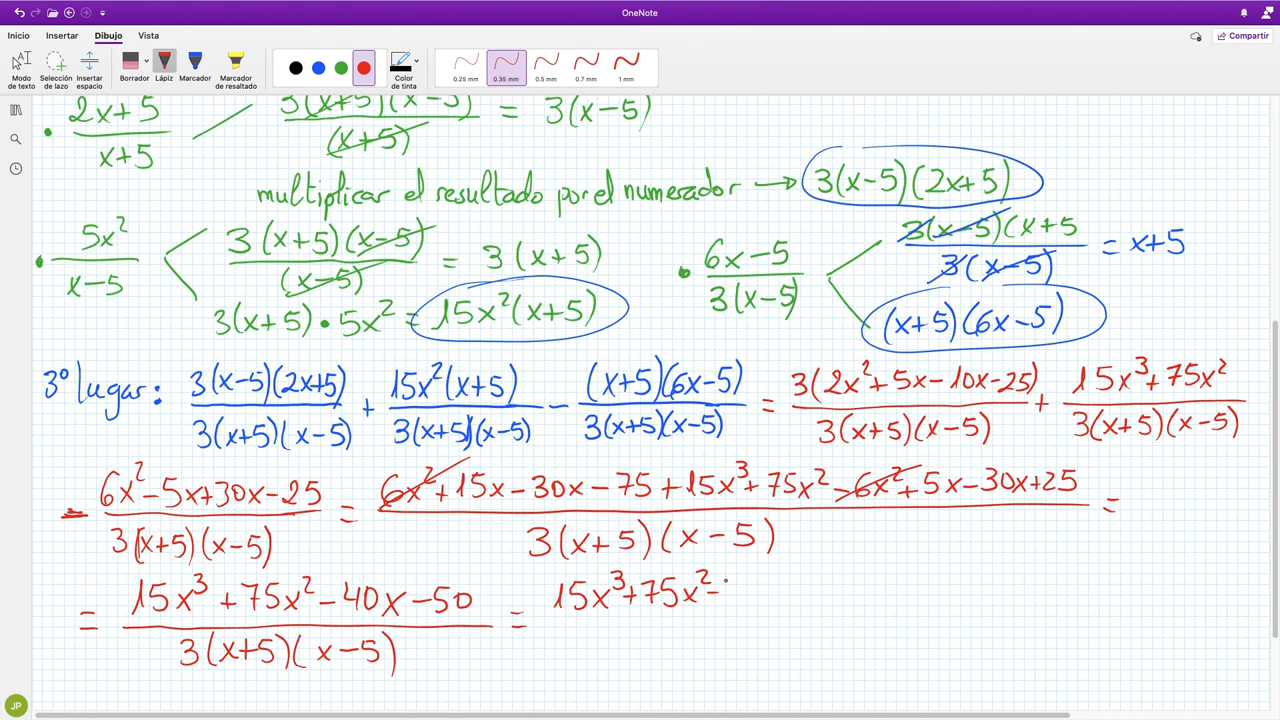 OneNote
Inicio Insertar Dibujo Vista
Compartir
Modo de texto
Selección de lazo
Insertar espacio
Borrador
Lápiz
Marcador
Marcador de resaltado
Color de tinta
0.25 mm 0.35 mm 0.5 mm 0.7 mm 1 mm
• (2x+5)/(x+5) 3(x+5)(x-5)/(x+5) = 3(x-5)
multiplicar el resultado por el numerador → 3(x-5)(2x+5)
• 5x²/(x-5) 3(x+5)(x-5)/(x-5) = 3(x+5)
3(x+5)•5x² = 15x²(x+5)
• (6x-5)/3(x-5) 3(x-5)(x+5/3(x-5) = x+5
(x+5)(6x-5)
3º lugar: 3(x-5)(2x+5)/3(x+5)(x-5) + 15x²(x+5)/3(x+5)(x-5) - (x+5)(6x-5)/3(x+5)(x-5) = 3(2x²+5x-10x-25)/3(x+5)(x-5) + 15x³+75x²/3(x+5)(x-5)
- 6x²-5x+30x-25/3(x+5)(x-5) = 6x²+15x-30x-75+15x³+75x²-6x²+5x-30x+25/3(x+5)(x-5) =
= 15x³+75x²-40x-50/3(x+5)(x-5) = 15x³+75x²-
JP